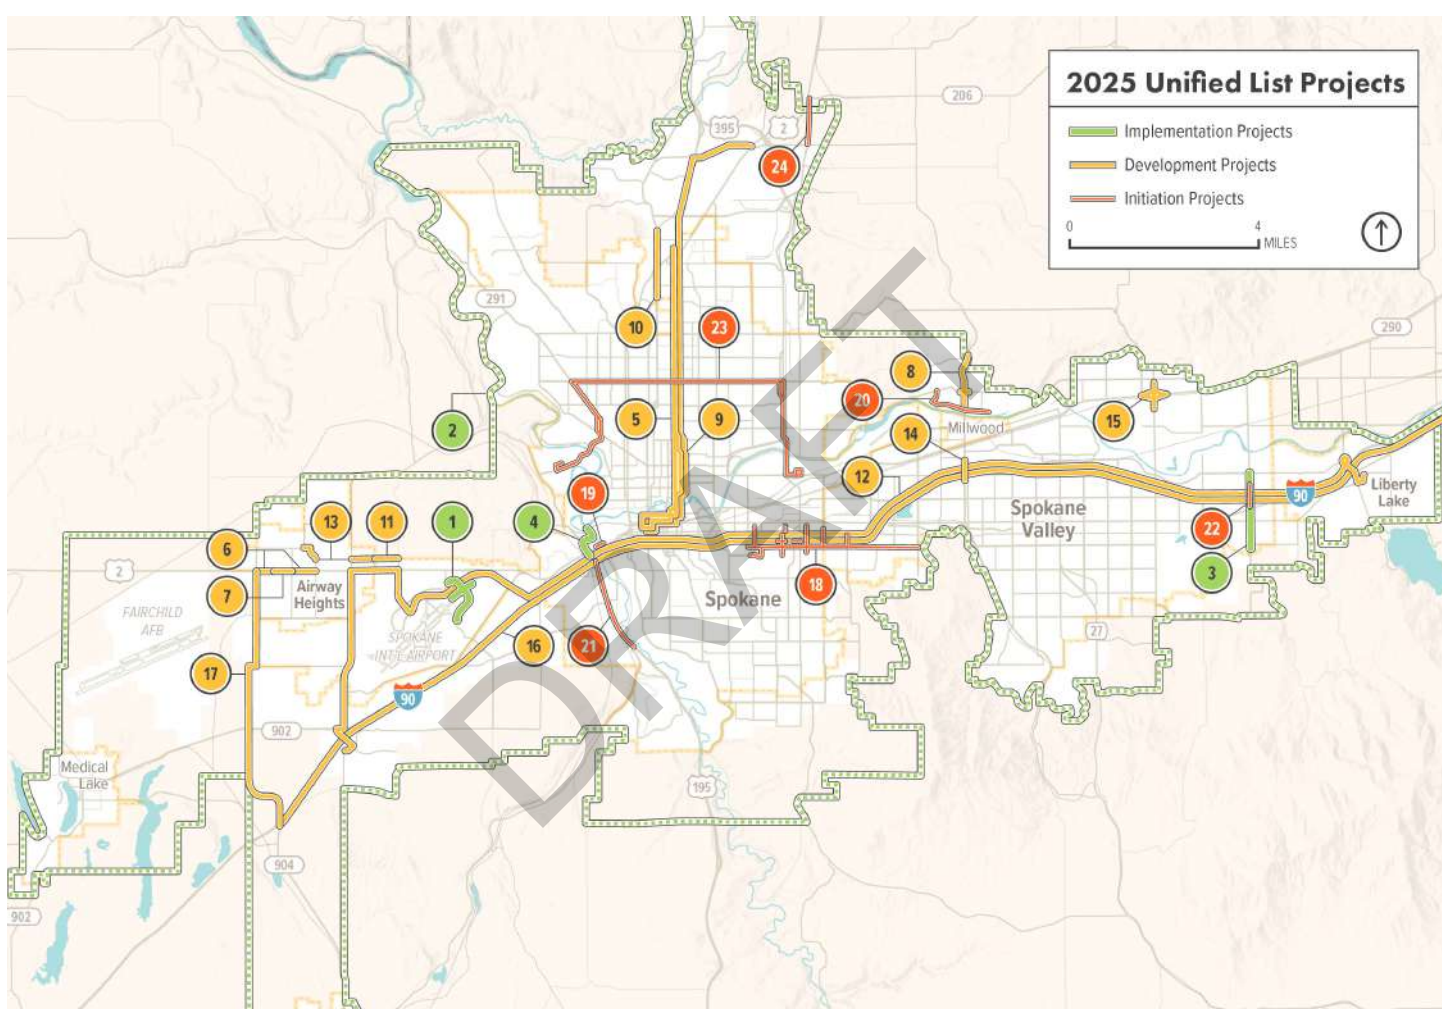 2025 Unified List Projects
Implementation Projects
Development Projects
Initiation Projects
0 4
MILES
206
395
2
24
291
290
10
23
8
20
2
5
9
15
14
Millwood
12
19
Liberty
Lake
90
Spokane
Valley
13
11
1
4
22
6
2
3
7
Airway
Heights
18
Spokane
FAIRCHILD
AFB
SPOKANE
INT'L AIRPORT
27
16
21
17
90
902
Medical
Lake
195
904
902
DRAFT